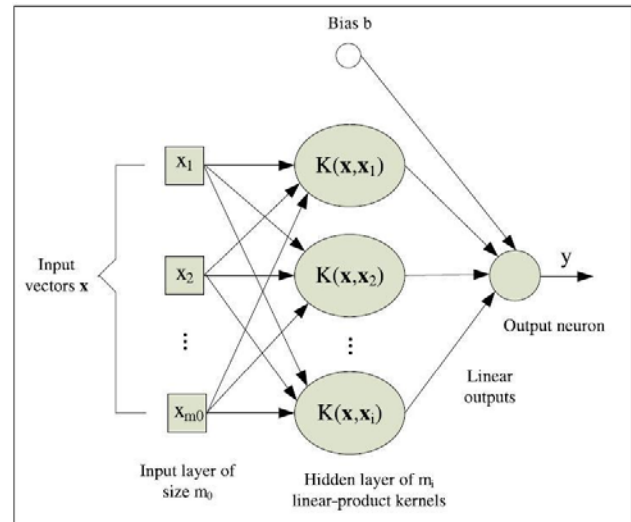 Bias b
x₁
K(x,x₁)
Input
vectors x
x₂
K(x,x₂)
y
Output neuron
...
...
Linear
outputs
xₘ₀
K(x,xᵢ)
Input layer of
size m₀
Hidden layer of mᵢ
linear-product kernels